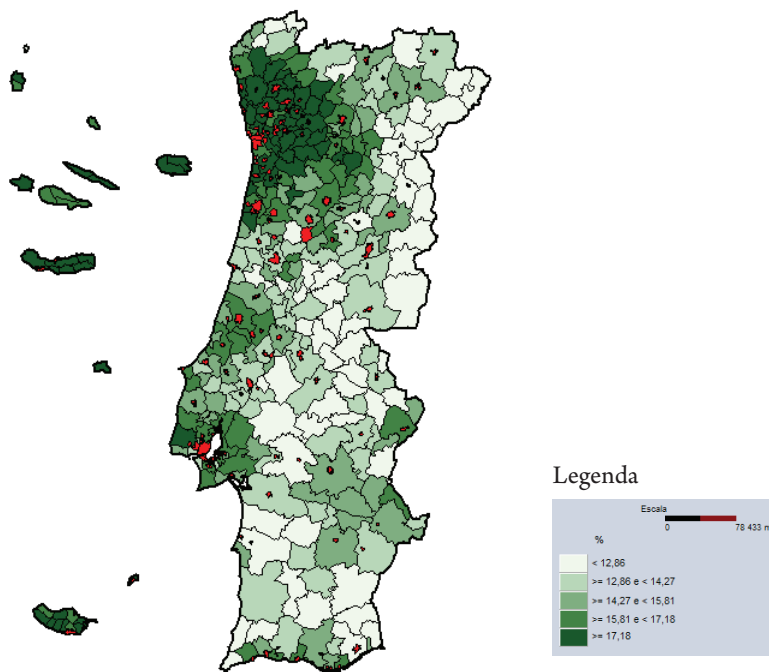 Legenda
Escala
0 78 433 m
%
< 12,86
>= 12,86 e < 14,27
>= 14,27 e < 15,81
>= 15,81 e < 17,18
>= 17,18